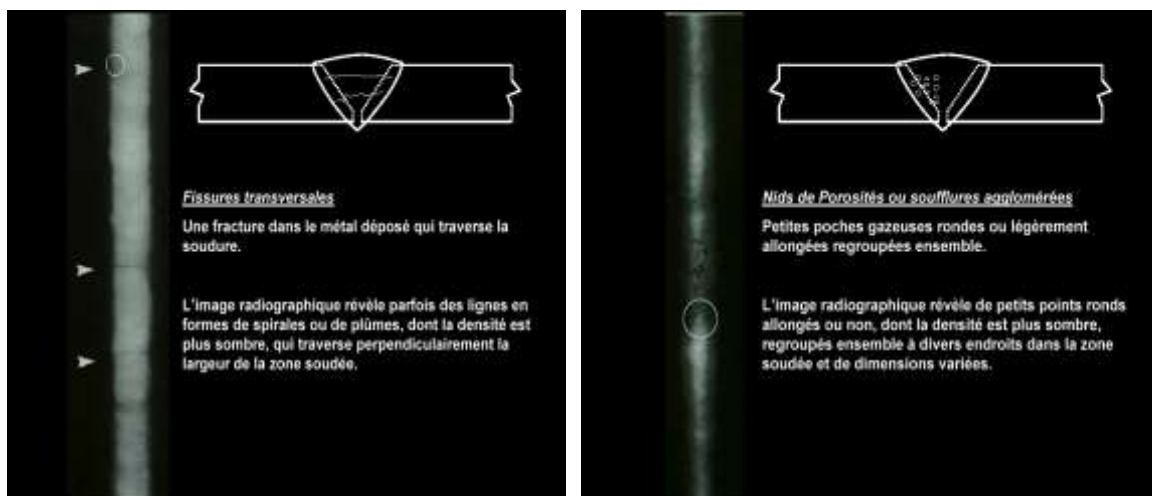 Fissures transversales
Une fracture dans le métal déposé qui traverse la
soudure.
L'image radiographique révèle parfois des lignes en
formes de spirales ou de plûmes, dont la densité est
plus sombre, qui traverse perpendiculairement la
largeur de la zone soudée.
Nids de Porosités ou soufflures agglomérées
Petites poches gazeuses rondes ou légèrement
allongées regroupées ensemble.
L'image radiographique révèle de petits points ronds
allongés ou non, dont la densité est plus sombre,
regroupés ensemble à divers endroits dans la zone
soudée et de dimensions variées.